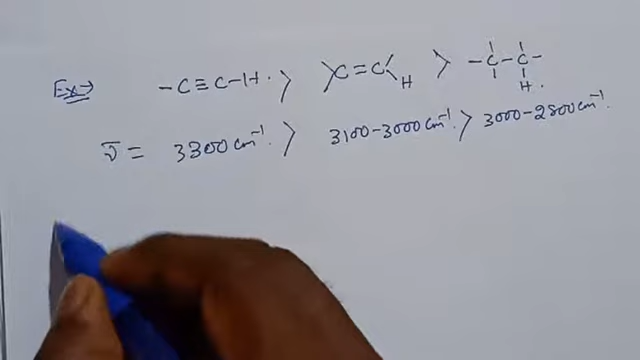 Ex→ -C≡C-H. > >C=C< H > -C-C- H.
ν̄ = 3300 cm⁻¹. > 3100-3000 cm⁻¹. > 3000-2800 cm⁻¹.